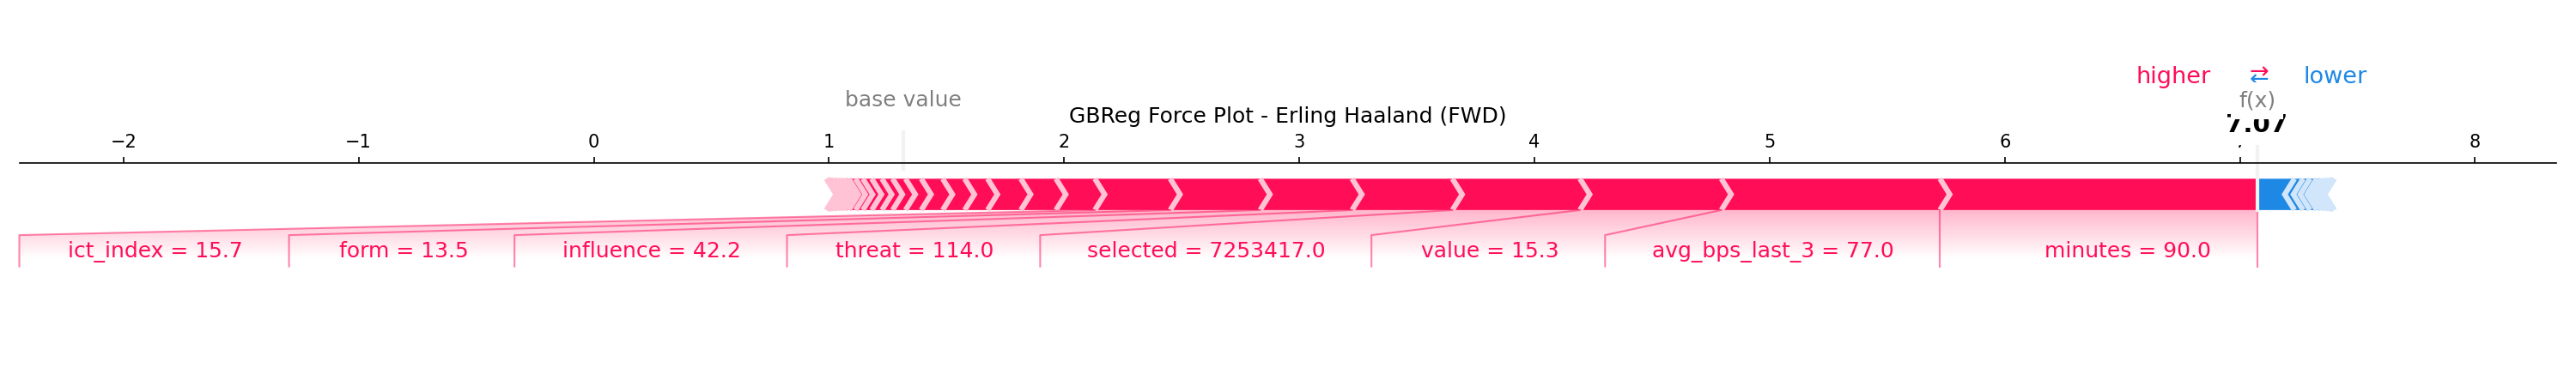 higher ⇄ lower
base value
f(x)
GBReg Force Plot - Erling Haaland (FWD)
7.07
−2 −1 0 1 2 3 4 5 6 8
ict_index = 15.7 form = 13.5 influence = 42.2 threat = 114.0 selected = 7253417.0 value = 15.3 avg_bps_last_3 = 77.0 minutes = 90.0